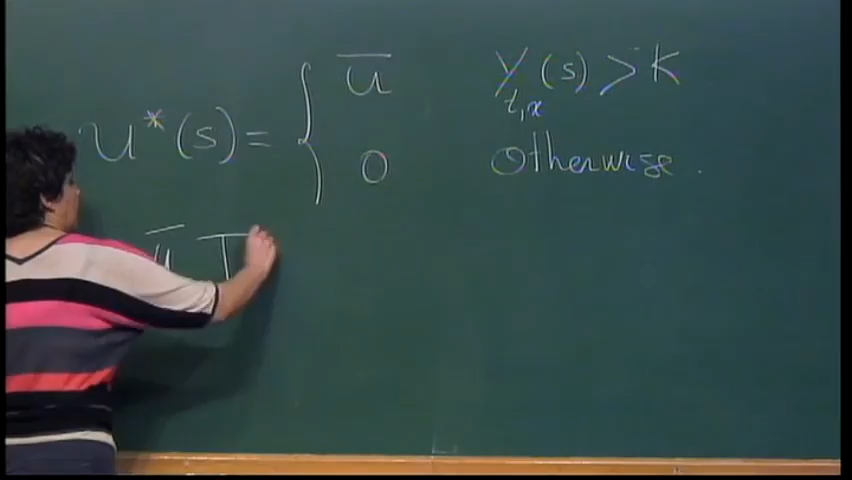 u*(s) = { ū    y_{t,x}(s) > K
0    Otherwise.
ū T